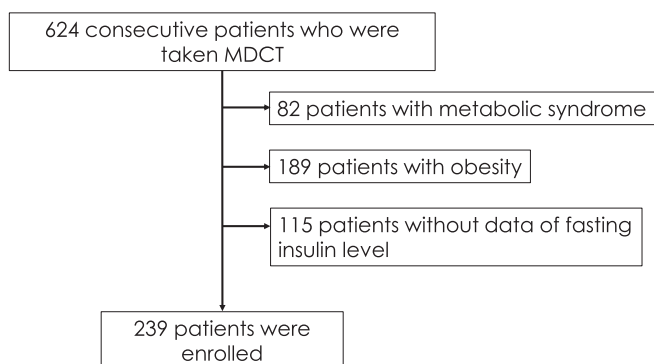 624 consecutive patients who were
taken MDCT
82 patients with metabolic syndrome
189 patients with obesity
115 patients without data of fasting
insulin level
239 patients were
enrolled